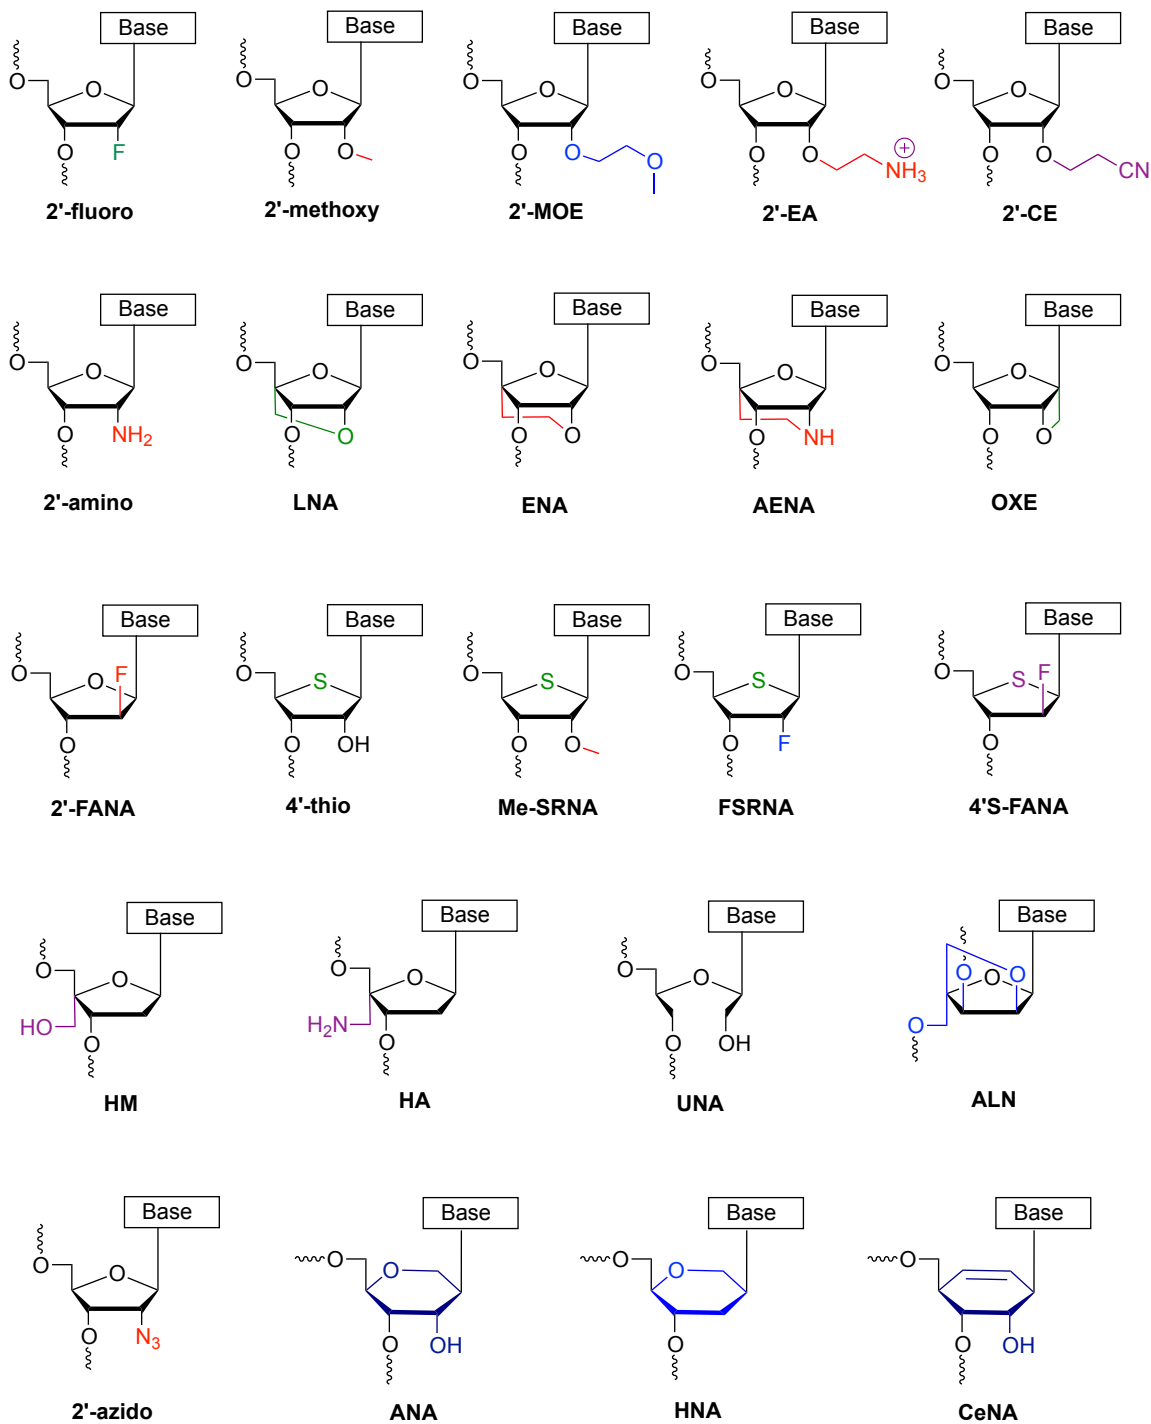 Base Base Base Base Base
O O O O O O O O O O
O F O O O O O O NH3 ⊕ O O CN
2'-fluoro 2'-methoxy 2'-MOE 2'-EA 2'-CE
Base Base Base Base Base
O O O O O O O O O O
O NH2 O O O O O NH O O
2'-amino LNA ENA AENA OXE
Base Base Base Base Base
O O F O S O S O S O S F
O O OH O O O F O
2'-FANA 4'-thio Me-SRNA FSRNA 4'S-FANA
Base Base Base Base
O O O O O O O O O
HO O H2N O O OH O
HM HA UNA ALN
Base Base Base Base
O O O O O O O
O N3 O OH O O OH
2'-azido ANA HNA CeNA